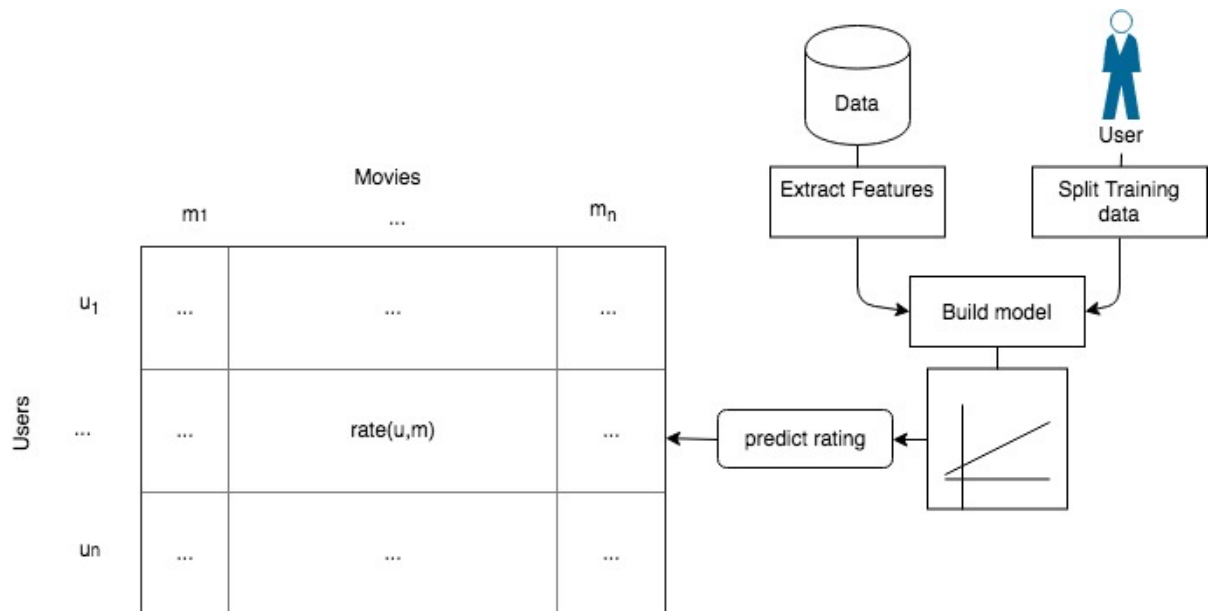 Data
User
Extract Features
Split Training
data
Movies
m1 ... mn
u1 ... ... ...
Build model
Users
... ... rate(u,m) ...
predict rating
un ... ... ...